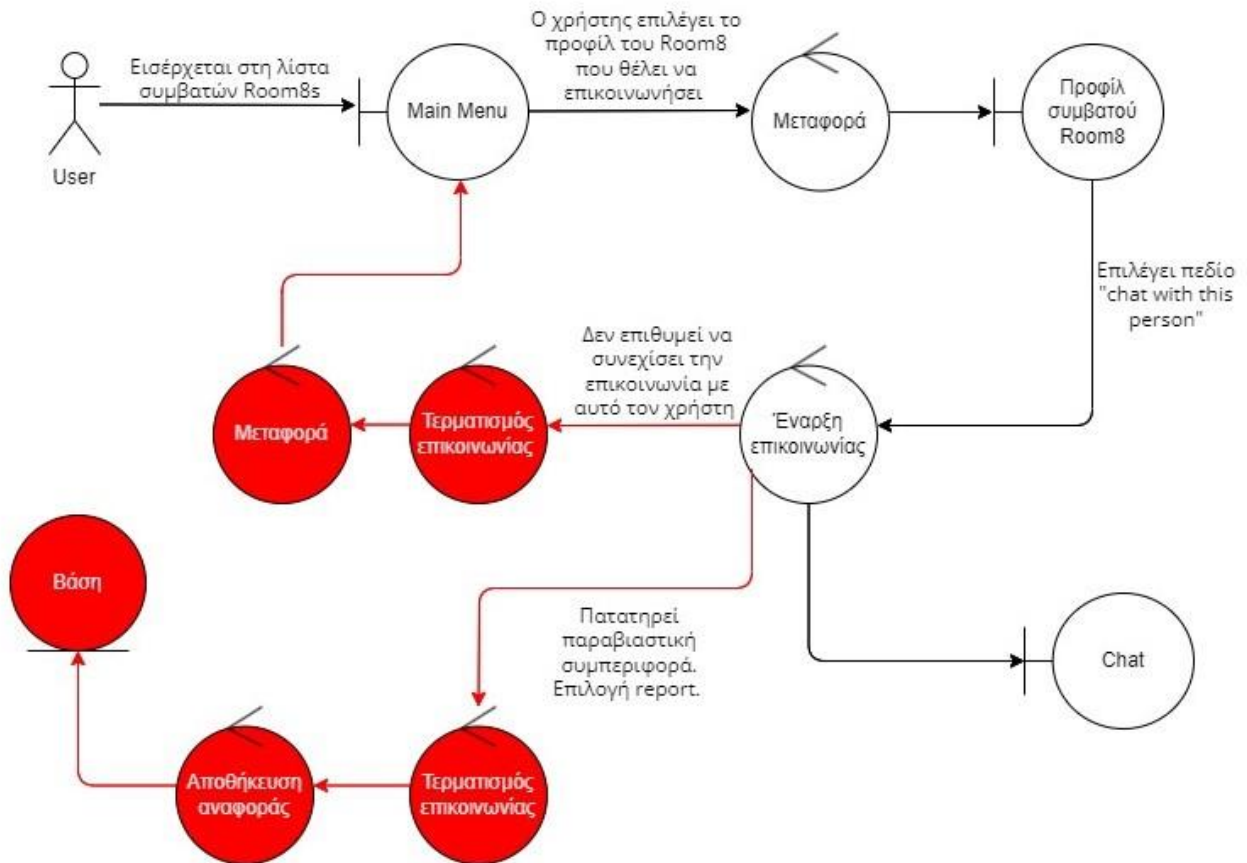 Ο χρήστης επιλέγει το
προφίλ του Room8
που θέλει να
επικοινωνήσει
Εισέρχεται στη λίστα
συμβατών Room8s
User
Main Menu
Μεταφορά
Προφίλ
συμβατού
Room8
Επιλέγει πεδίο
"chat with this
person"
Δεν επιθυμεί να
συνεχίσει την
επικοινωνία με
αυτό τον χρήστη
Μεταφορά
Τερματισμός
επικοινωνίας
Έναρξη
επικοινωνίας
Βάση
Πατατηρεί
παραβιαστική
συμπεριφορά.
Επιλογή report.
Chat
Αποθήκευση
αναφοράς
Τερματισμός
επικοινωνίας